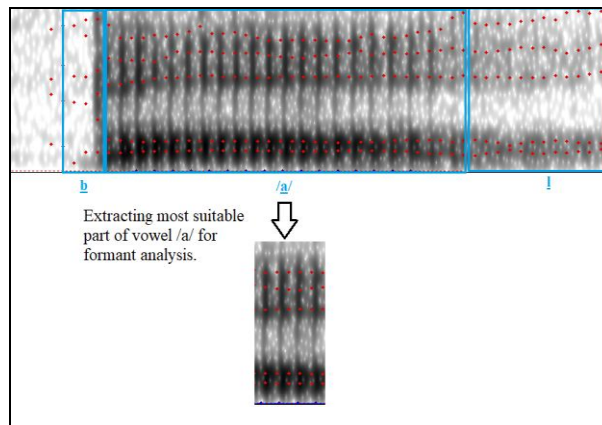 b /a/ l
Extracting most suitable
part of vowel /a/ for
formant analysis.